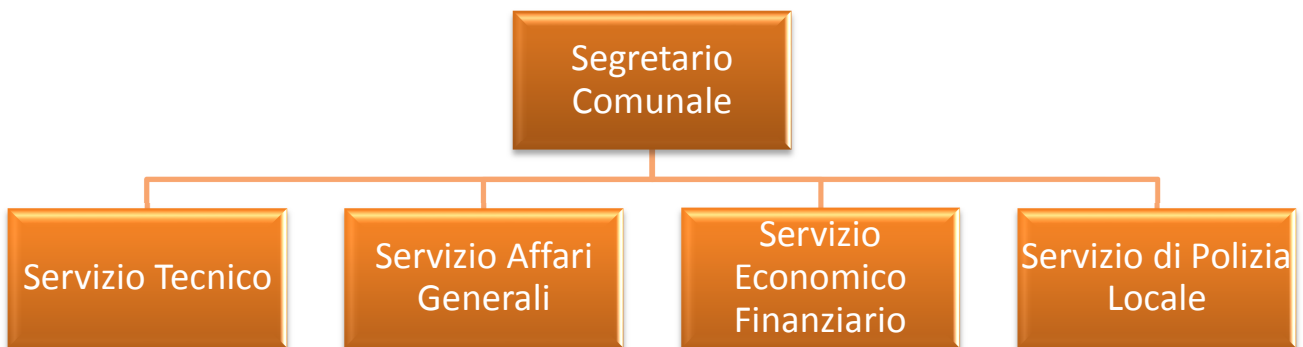 Segretario
Comunale
Servizio Tecnico
Servizio Affari
Generali
Servizio
Economico
Finanziario
Servizio di Polizia
Locale